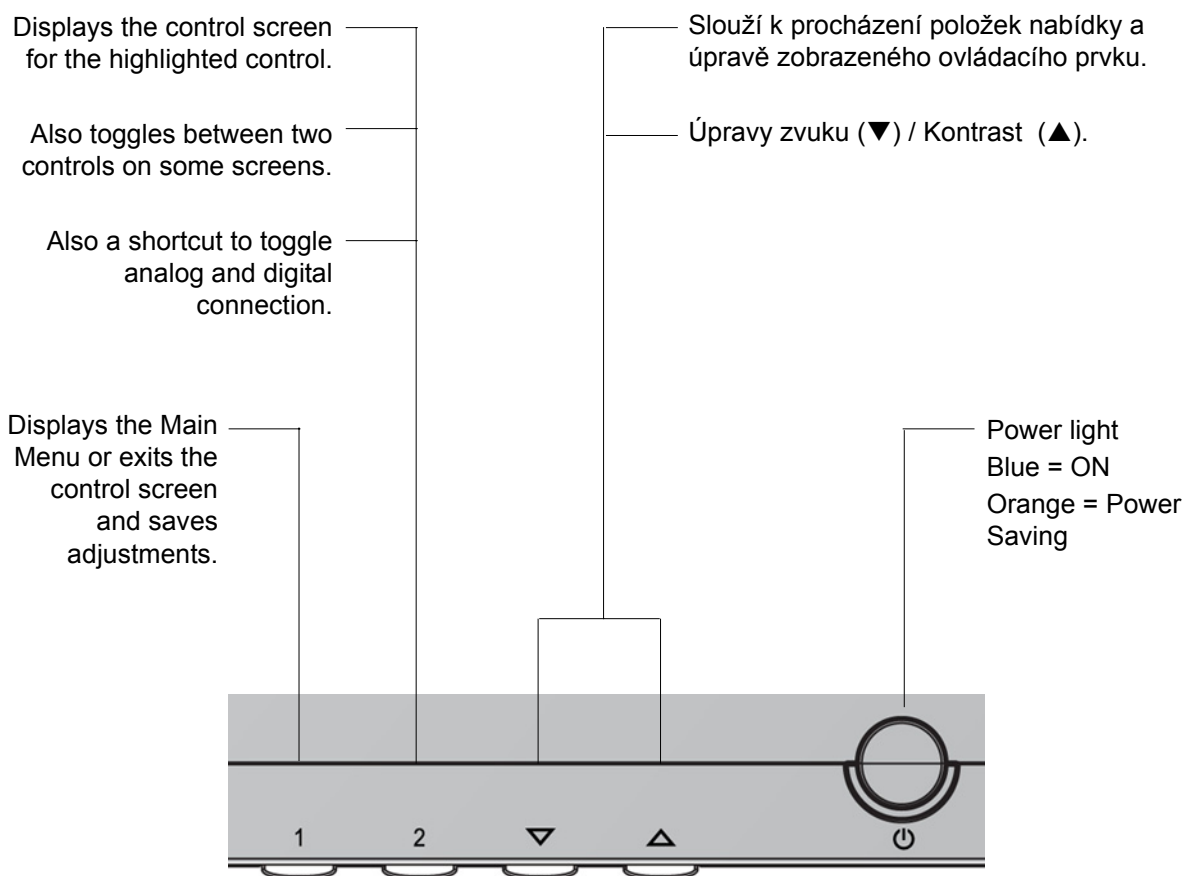 Displays the control screen
for the highlighted control.
Also toggles between two
controls on some screens.
Also a shortcut to toggle
analog and digital
connection.
Displays the Main
Menu or exits the
control screen
and saves
adjustments.
Slouží k procházení položek nabídky a
úpravě zobrazeného ovládacího prvku.
Úpravy zvuku (▼) / Kontrast (▲).
Power light
Blue = ON
Orange = Power
Saving
1 2 ▽ △ ⏻